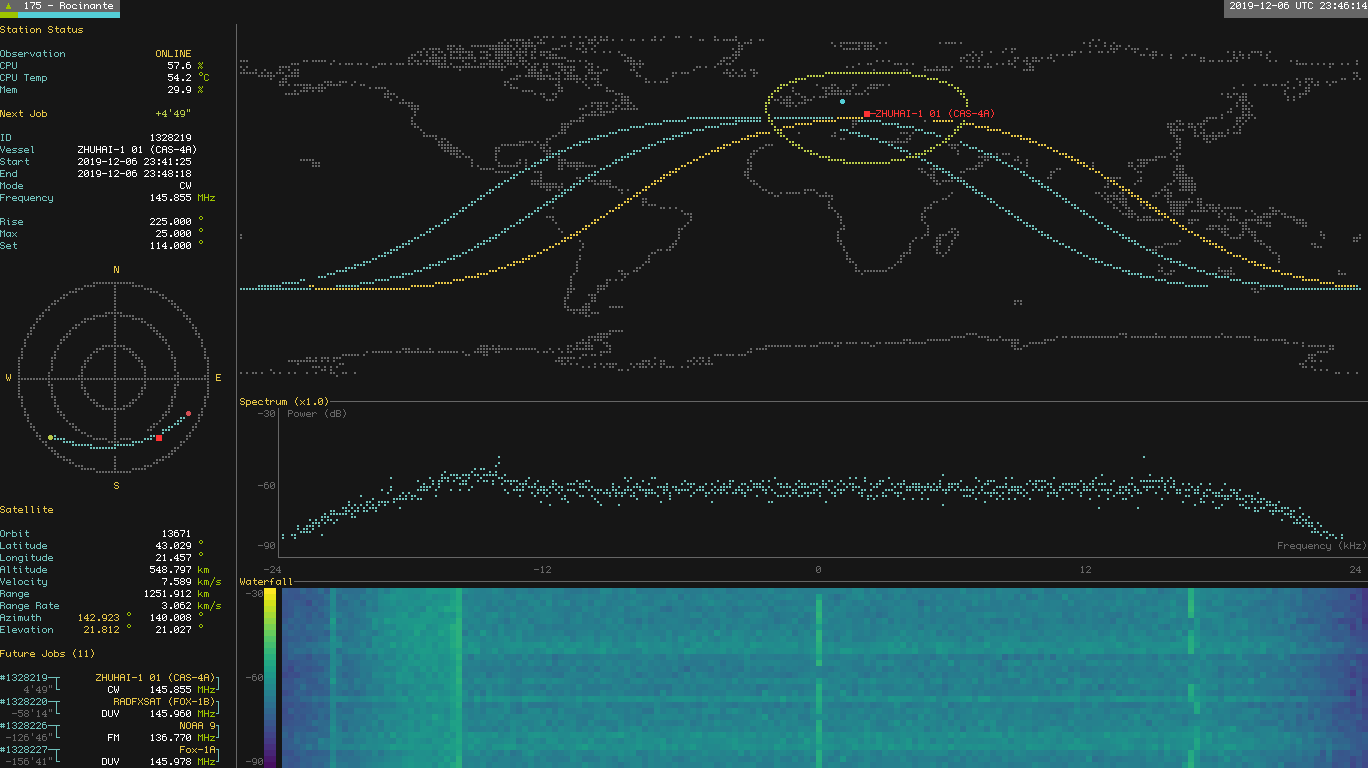 ▲ 175 - Rocinante
2019-12-06 UTC 23:46:14
Station Status
Observation ONLINE
CPU 57.6 %
CPU Temp 54.2 °C
Mem 29.9 %
Next Job +4'49"
ID 1328219
Vessel ZHUHAI-1 01 (CAS-4A)
Start 2019-12-06 23:41:25
End 2019-12-06 23:48:18
Mode CW
Frequency 145.855 MHz
Rise 225.000 °
Max 25.000 °
Set 114.000 °
N
W E
S
Satellite
Orbit 13671
Latitude 43.029 °
Longitude 21.457 °
Altitude 548.797 km
Velocity 7.589 km/s
Range 1251.912 km
Range Rate 3.062 km/s
Azimuth 142.923 ° 140.008 °
Elevation 21.812 ° 21.027 °
Future Jobs (11)
#1328219 ZHUHAI-1 01 (CAS-4A)
4'49" CW 145.855 MHz
#1328220 RADFXSAT (FOX-1B)
-58'14" DUV 145.960 MHz
#1328226 NOAA 9
-126'46" FM 136.770 MHz
#1328227 Fox-1A
-156'41" DUV 145.978 MHz
ZHUHAI-1 01 (CAS-4A)
Spectrum (x1.0)
-30 Power (dB)
-60
-90 Frequency (kHz)
-24 -12 0 12 24
Waterfall
-30
-60
-90